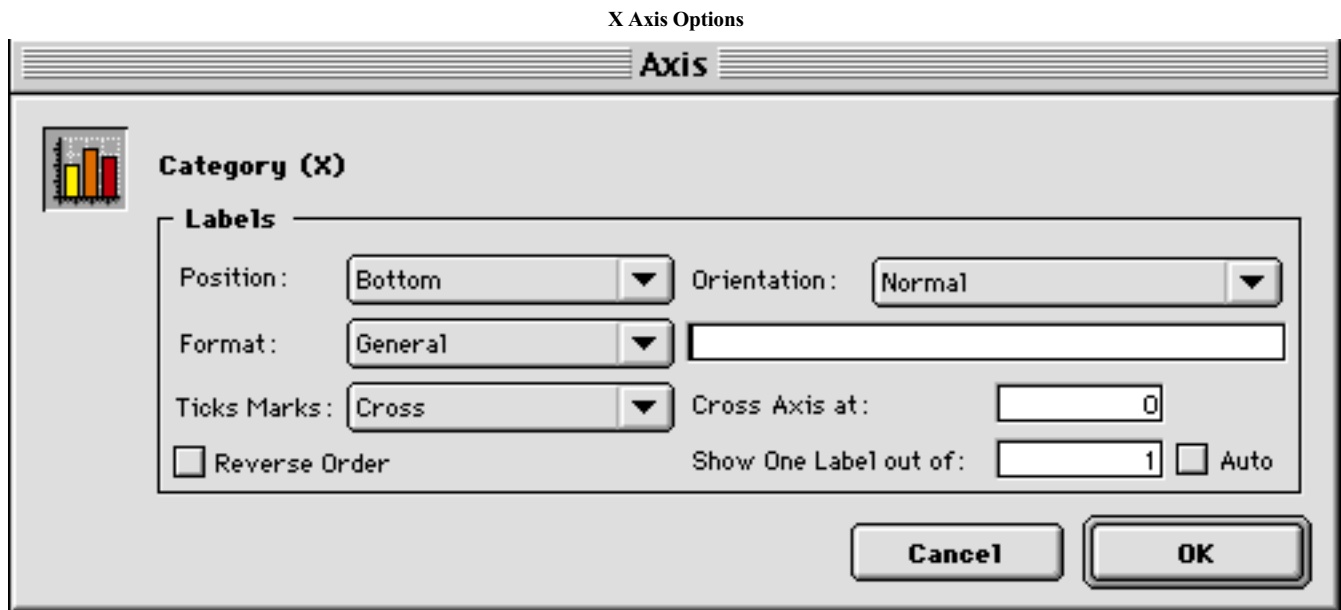 X Axis Options
Axis
Category (X)
Labels
Position: Bottom Orientation: Normal
Format: General
Ticks Marks: Cross Cross Axis at: 0
Reverse Order Show One Label out of: 1 Auto
Cancel OK